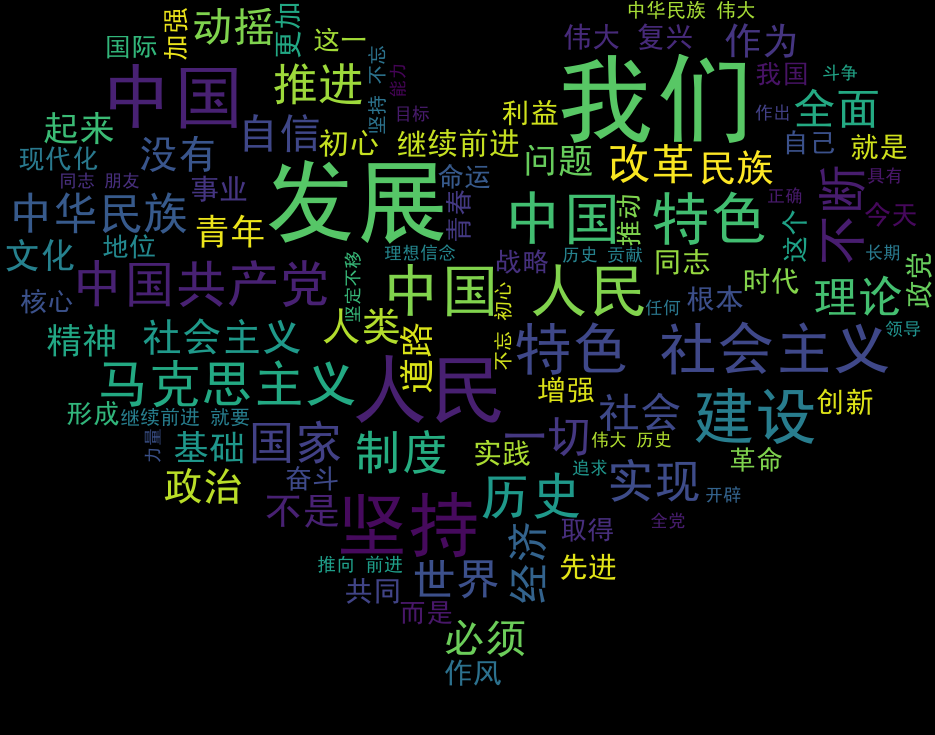 中华民族 伟大
加强
动摇
更加
国际
这一
伟大 复兴
作为
中国
推进
坚持 不忘
能力
我们
我国
斗争
全面
起来
自信
目标
利益
作出
自己
就是
现代化
没有
初心
继续前进
问题
改革
民族
同志 朋友
事业
发展
命运
不断
具有
中华民族
青年
青春
中国
推动
特色
正确
今天
这个
文化
地位
理想信念
战略
历史 贡献
同志
长期
政党
核心
中国共产党
坚定不移
中国
不忘 初心
人民
任何
根本
时代
理论
精神
社会主义
人类
道路
特色
社会主义
领导
马克思主义
人民
增强
建设
创新
形成
继续前进 就要
社会
力量
基础
国家
制度
实践
一切
伟大 历史
革命
政治
奋斗
追求
实现
开辟
不是
坚持
历史
取得
全党
推向 前进
世界
经济
先进
共同
而是
必须
作风